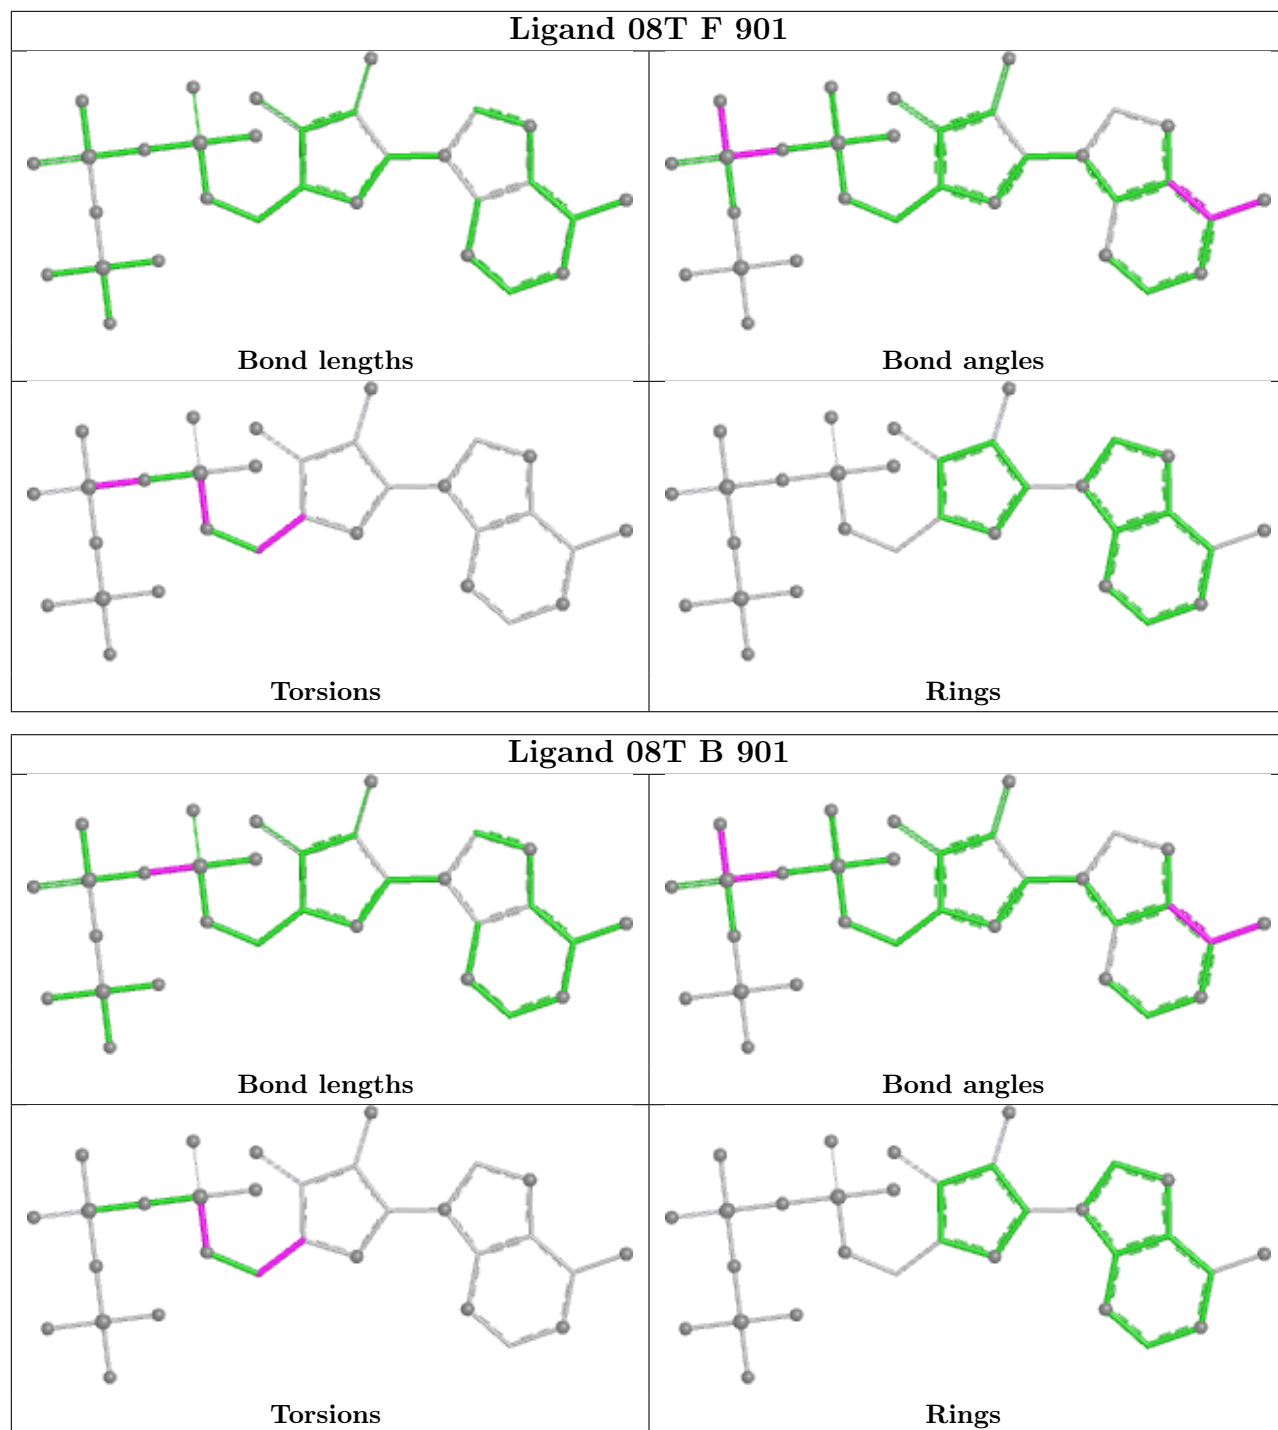 Ligand 08T F 901
Bond lengths
Bond angles
Torsions
Rings
Ligand 08T B 901
Bond lengths
Bond angles
Torsions
Rings